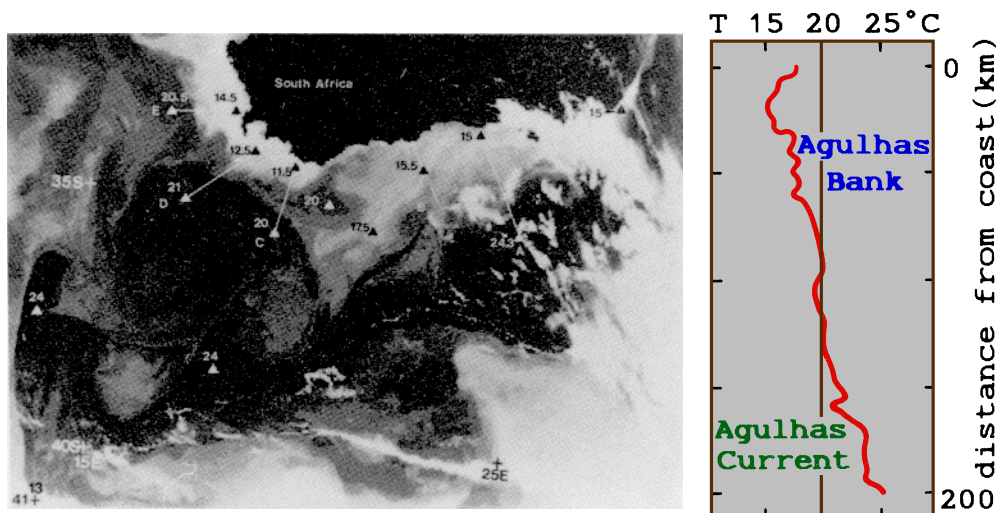 South Africa
20.5
E
14.5
12.5
11.5
15
15
15.5
35S+
21
D
20
20
C
17.5
24.5
24
24
40S+
15E
25E
13
41+
T 15 20 25°C
0
Agulhas
Bank
Agulhas
Current
200
distance from coast(km)